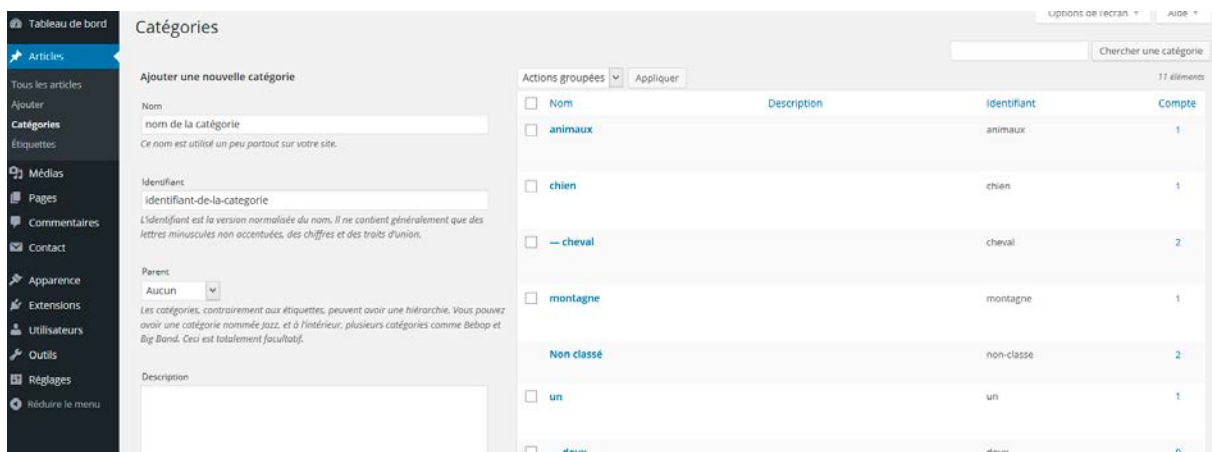 Tableau de bord
Articles
Tous les articles
Ajouter
Catégories
Étiquettes
Médias
Pages
Commentaires
Contact
Apparence
Extensions
Utilisateurs
Outils
Réglages
Réduire le menu
Catégories
Options de l'écran
Aide
Chercher une catégorie
Ajouter une nouvelle catégorie
Nom
nom de la catégorie
Ce nom est utilisé un peu partout sur votre site.
Identifiant
identifiant-de-la-categorie
L'identifiant est la version normalisée du nom. Il ne contient généralement que des
lettres minuscules non accentuées, des chiffres et des traits d'union.
Parent
Aucun
Les catégories, contrairement aux étiquettes, peuvent avoir une hiérarchie. Vous pouvez
avoir une catégorie nommée Jazz, et à l'intérieur, plusieurs catégories comme Bebop et
Big Band. Ceci est totalement facultatif.
Description
Actions groupées Appliquer
11 éléments
Nom Description Identifiant Compte
animaux animaux 1
chien chien 1
— cheval cheval 2
montagne montagne 1
Non classé non-classe 2
un un 1
deux deux